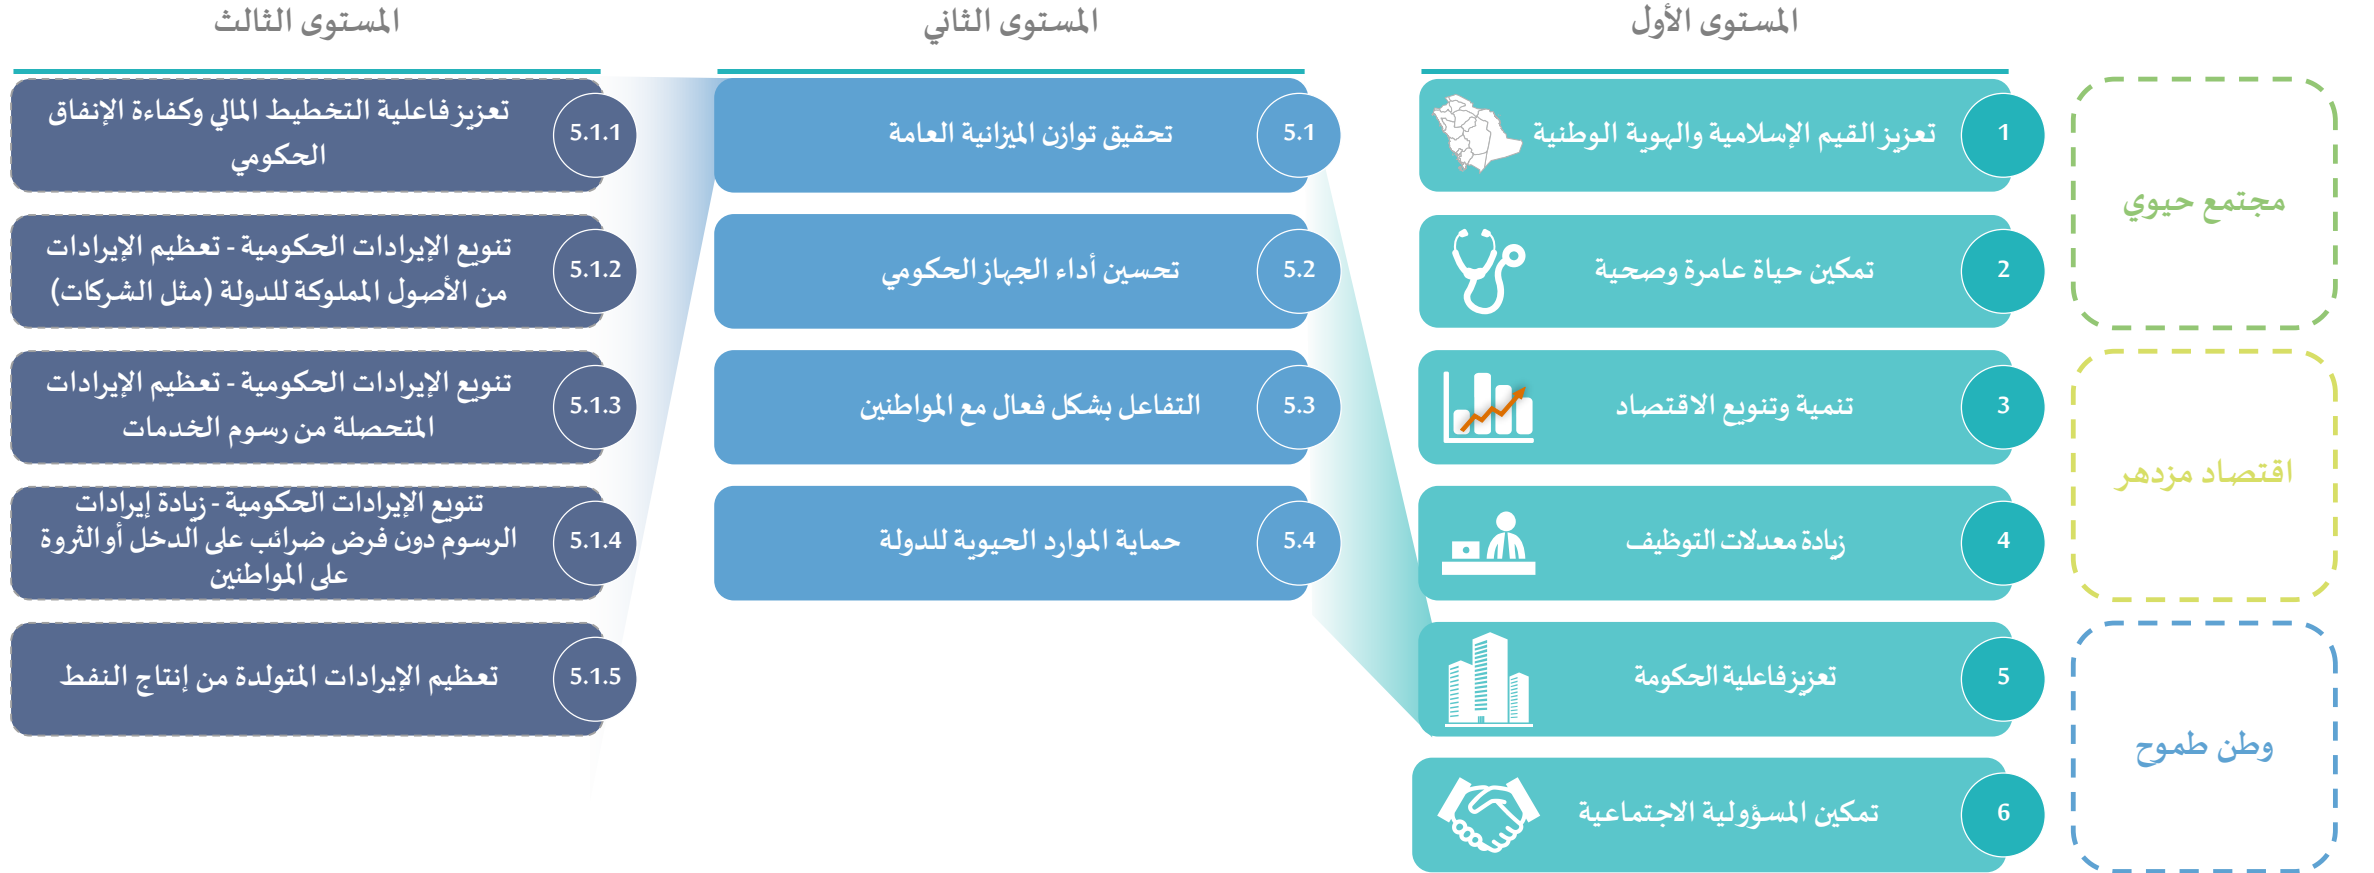 المستوى الأول
المستوى الثاني
المستوى الثالث
مجتمع حيوي
اقتصاد مزدهر
وطن طموح
1
تعزيز القيم الإسلامية والهوية الوطنية
2
تمكين حياة عامرة وصحية
3
تنمية وتنويع الاقتصاد
4
زيادة معدلات التوظيف
5
تعزيز فاعلية الحكومة
6
تمكين المسؤولية الاجتماعية
5.1
تحقيق توازن الميزانية العامة
5.2
تحسين أداء الجهاز الحكومي
5.3
التفاعل بشكل فعال مع المواطنين
5.4
حماية الموارد الحيوية للدولة
5.1.1
تعزيز فاعلية التخطيط المالي وكفاءة الإنفاق
الحكومي
5.1.2
تنويع الإيرادات الحكومية - تعظيم الإيرادات
من الأصول المملوكة للدولة (مثل الشركات)
5.1.3
تنويع الإيرادات الحكومية - تعظيم الإيرادات
المتحصلة من رسوم الخدمات
5.1.4
تنويع الإيرادات الحكومية - زيادة إيرادات
الرسوم دون فرض ضرائب على الدخل أو الثروة
على المواطنين
5.1.5
تعظيم الإيرادات المتولدة من إنتاج النفط